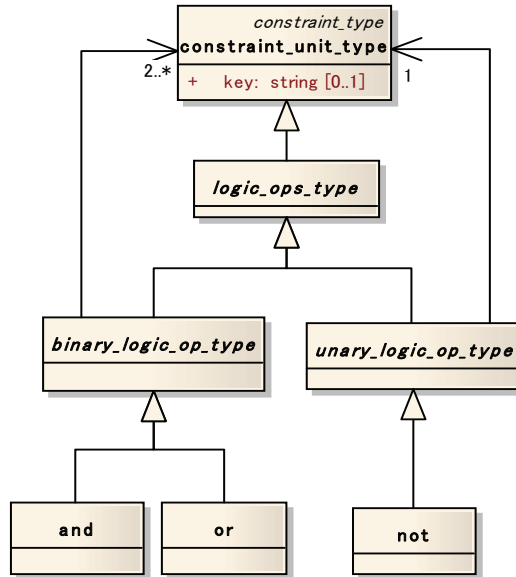 constraint_type
constraint_unit_type
+ key: string [0..1]
2..*
1
logic_ops_type
binary_logic_op_type
unary_logic_op_type
and
or
not